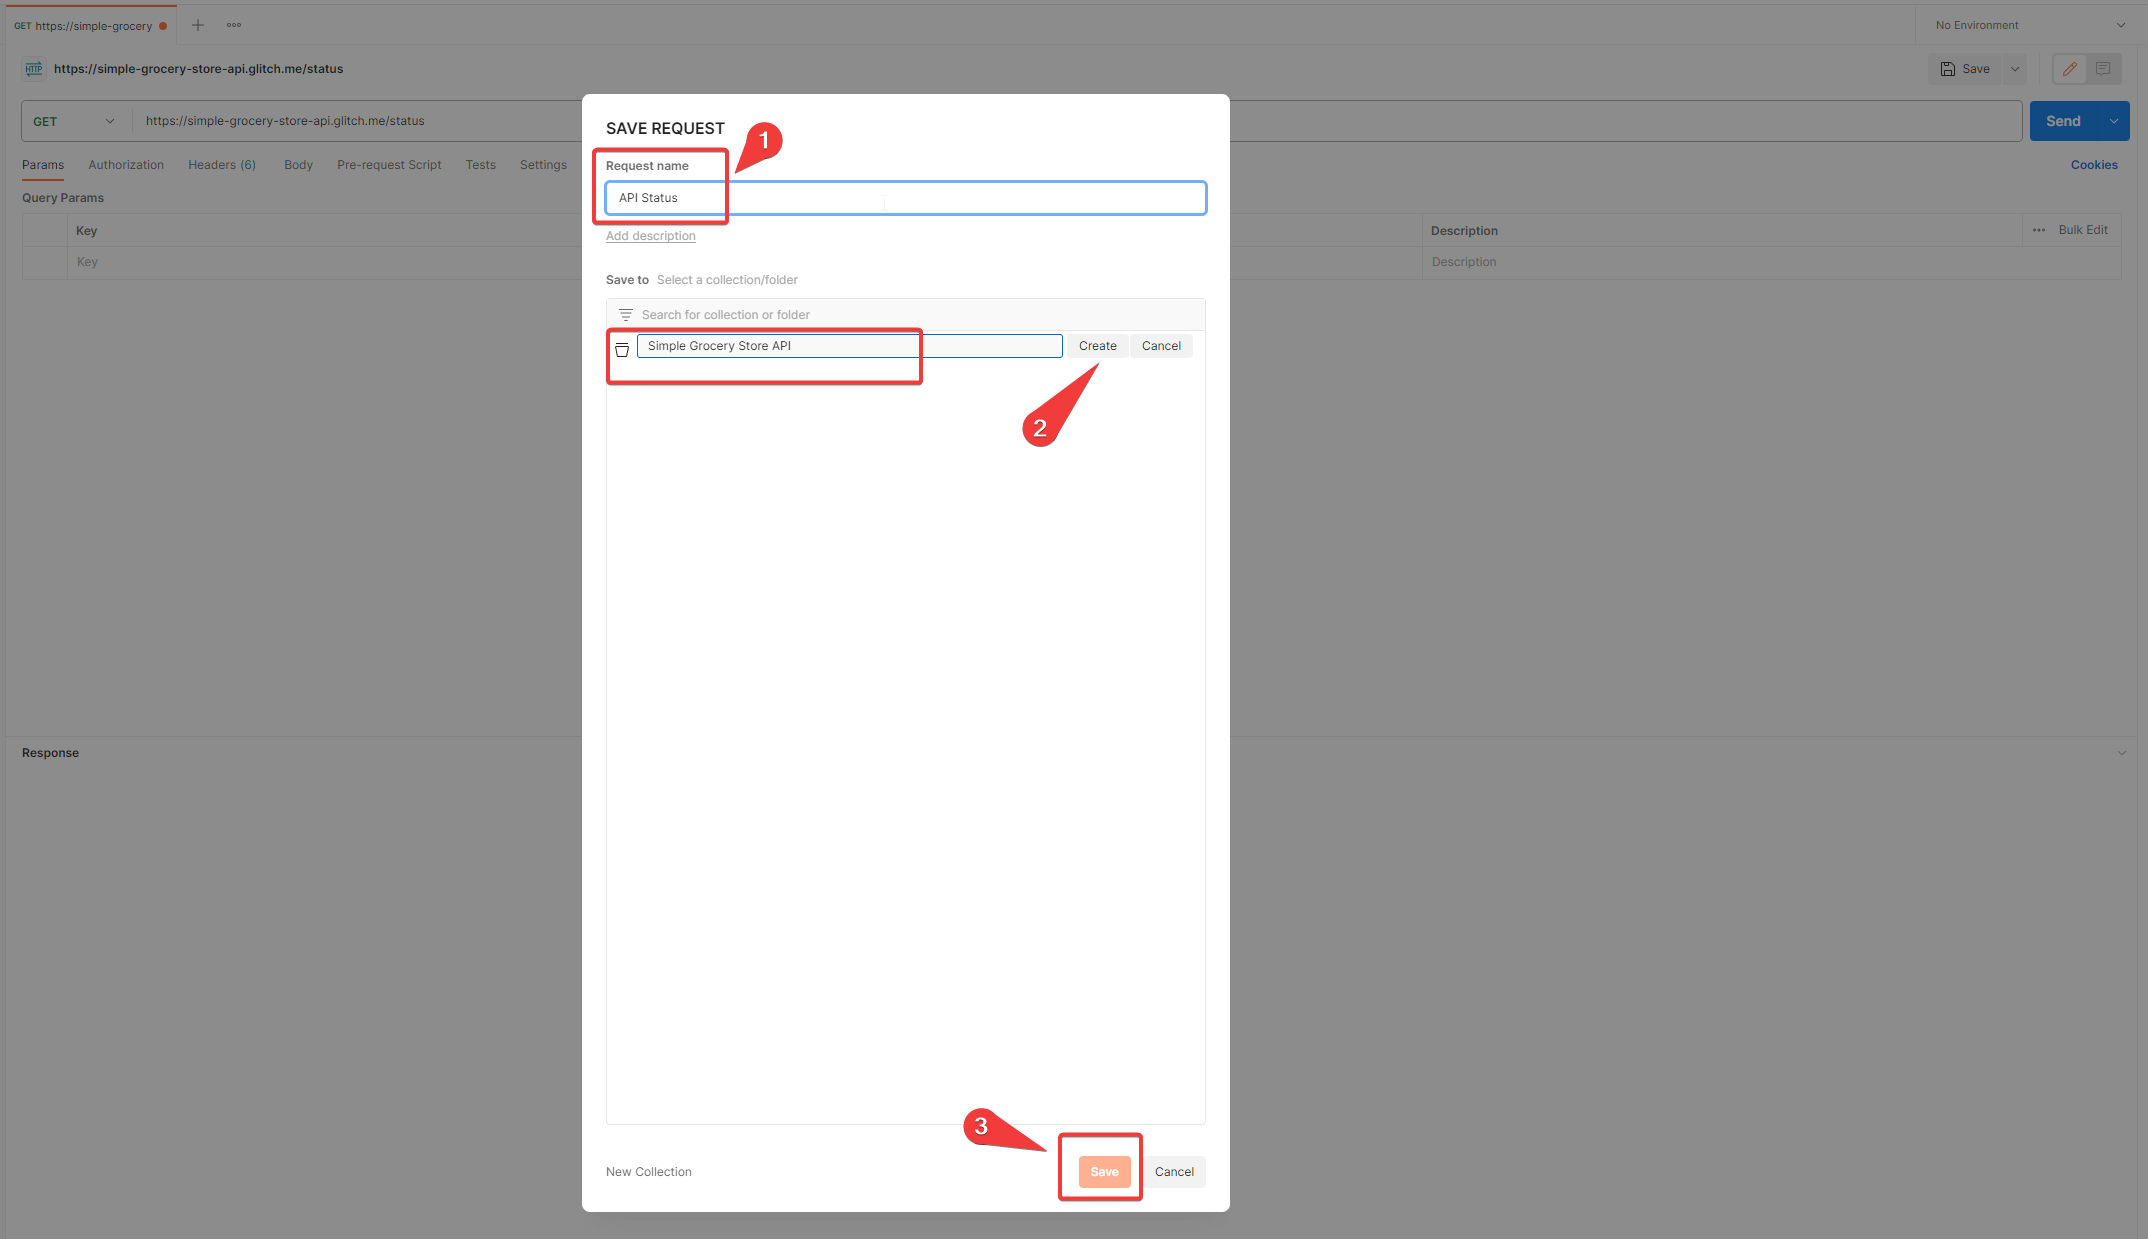 GET https://simple-grocery
No Environment
HTTP https://simple-grocery-store-api.glitch.me/status
Save
GET https://simple-grocery-store-api.glitch.me/status
Send
Params Authorization Headers (6) Body Pre-request Script Tests Settings
Cookies
Query Params
Key
Description
Bulk Edit
Key
Description
Response
SAVE REQUEST
1
Request name
API Status
Add description
Save to Select a collection/folder
Search for collection or folder
Simple Grocery Store API
Create Cancel
2
3
New Collection
Save Cancel